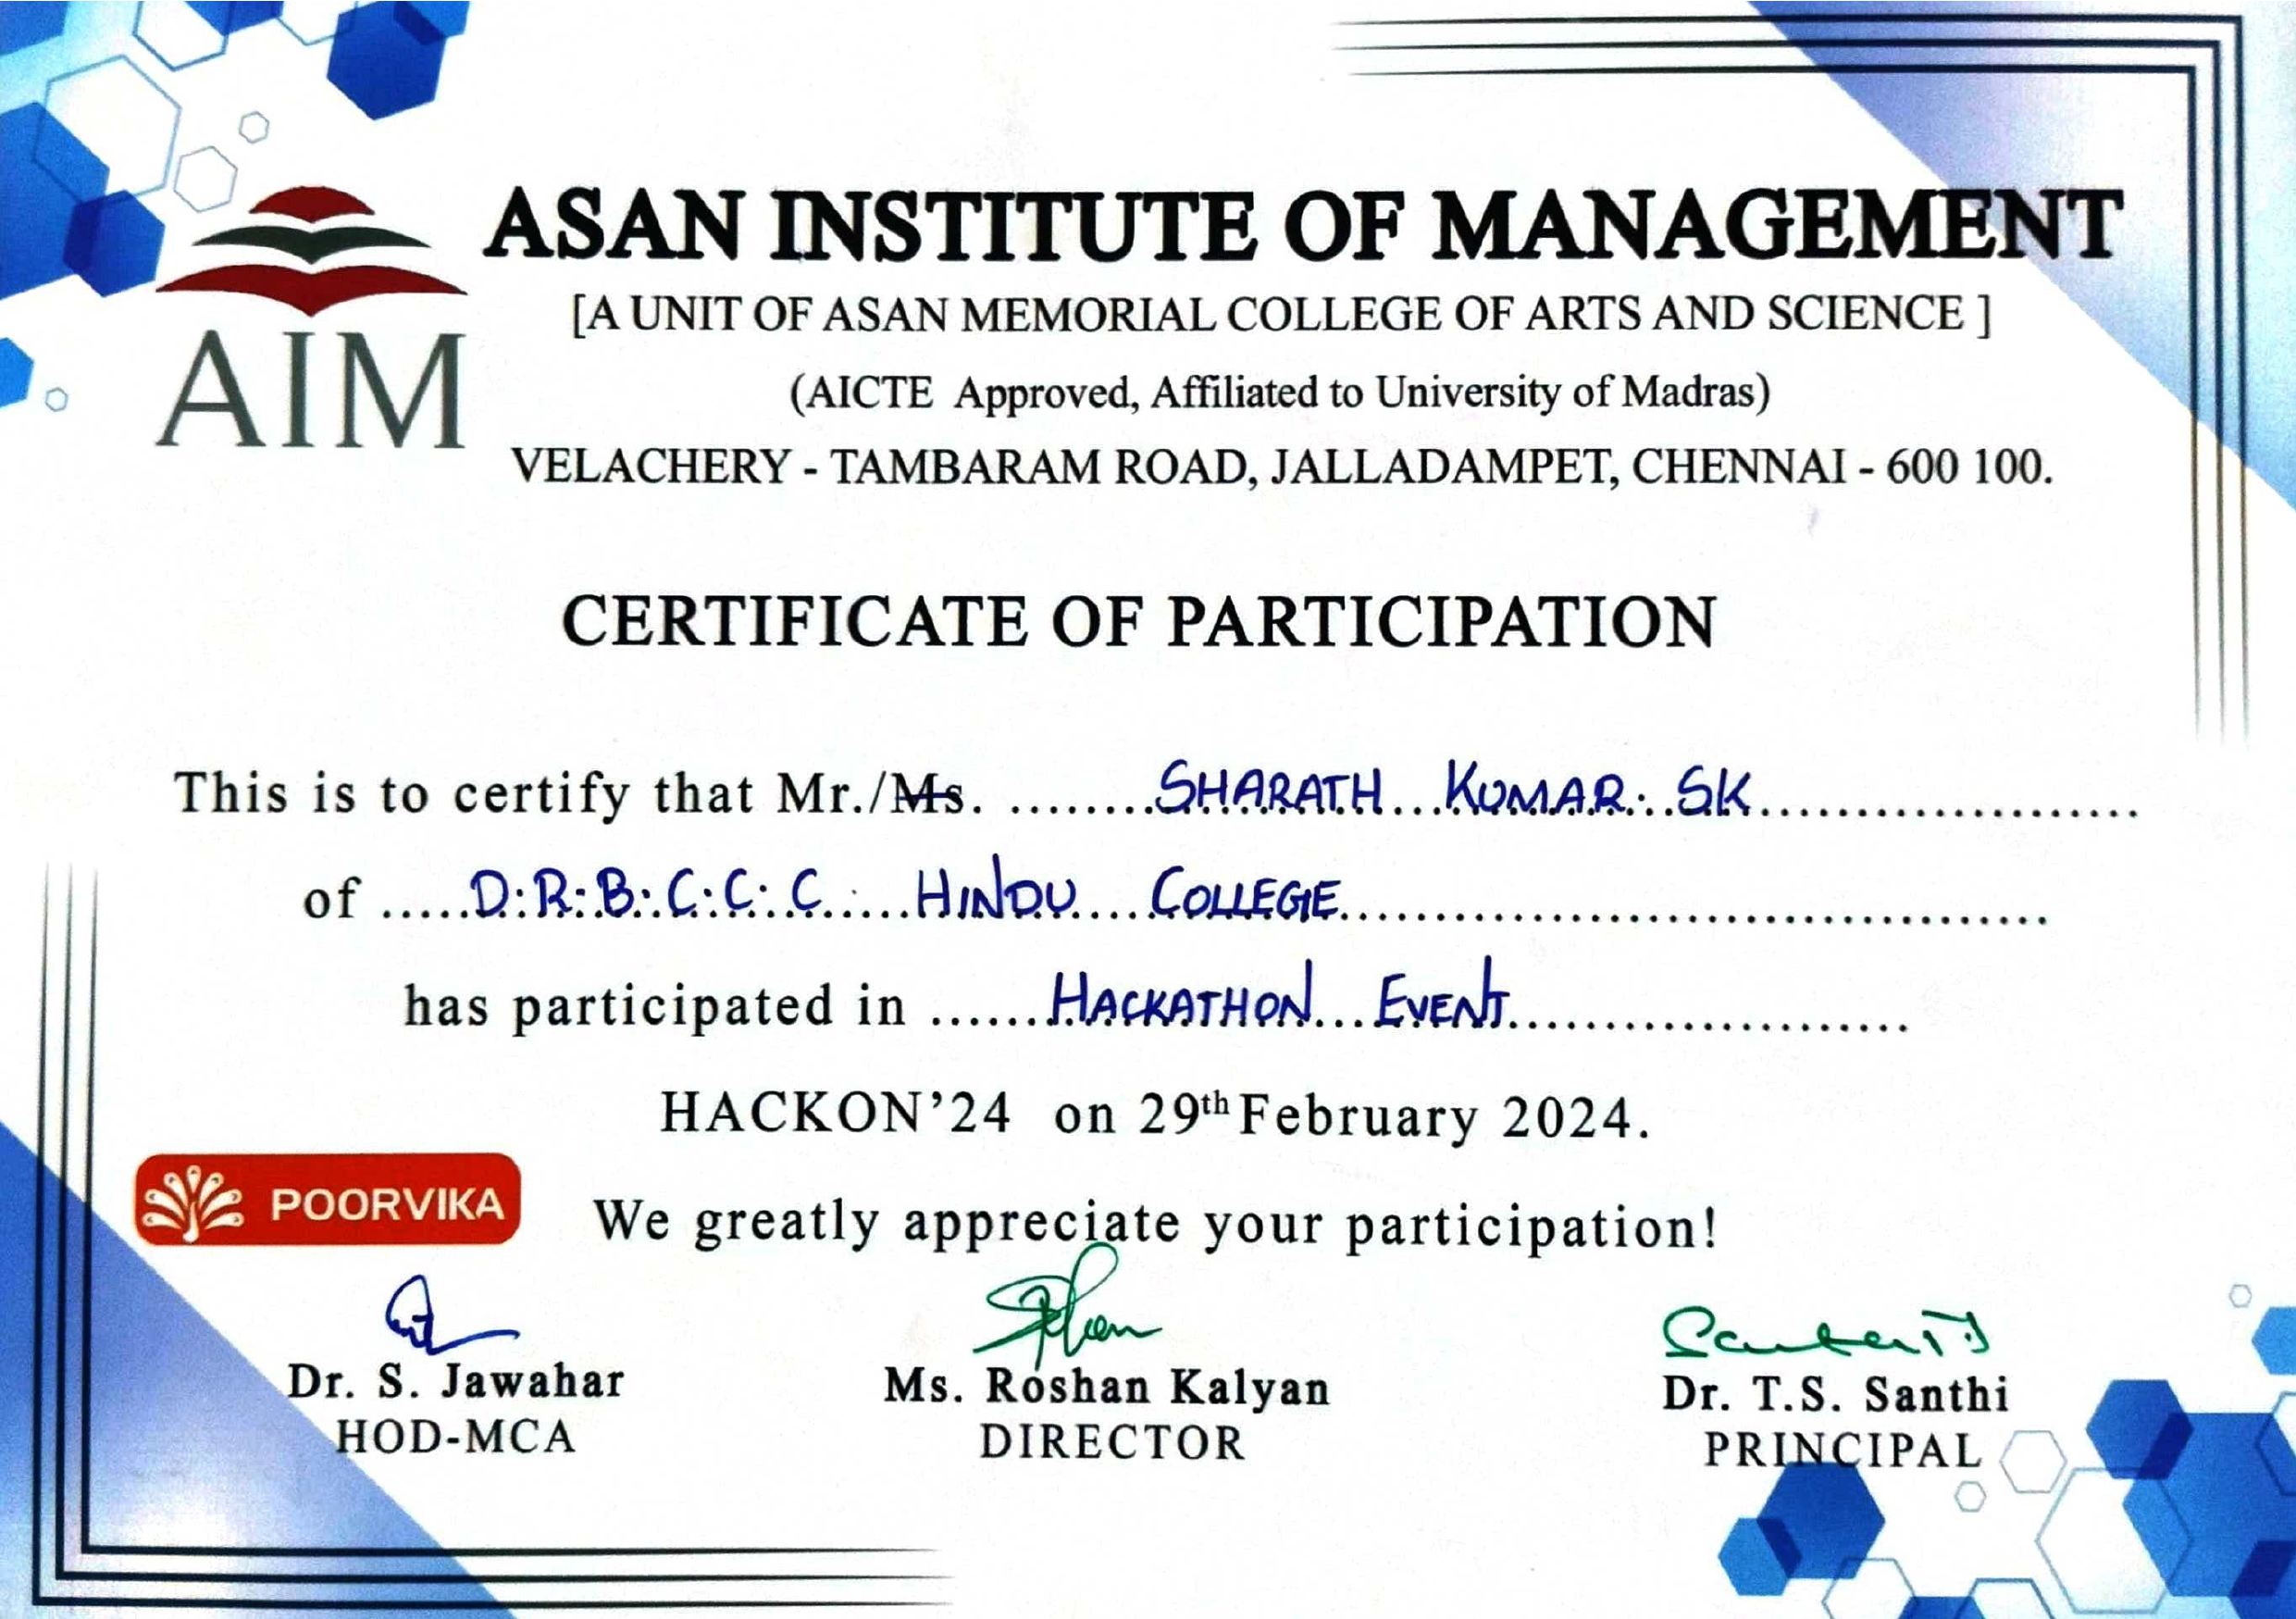 ASAN INSTITUTE OF MANAGEMENT
[A UNIT OF ASAN MEMORIAL COLLEGE OF ARTS AND SCIENCE ]
AIM
(AICTE Approved, Affiliated to University of Madras)
VELACHERY - TAMBARAM ROAD, JALLADAMPET, CHENNAI - 600 100.
CERTIFICATE OF PARTICIPATION
This is to certify that Mr./Ms. ........SHARATH...KUMAR...SK...................
of .....D.R.B.C.C.C.....HINDU....COLLEGE....................................
has participated in ......HACKATHON...EVENT....................
HACKON’24 on 29th February 2024.
POORVIKA
We greatly appreciate your participation!
Dr. S. Jawahar
HOD-MCA
Ms. Roshan Kalyan
DIRECTOR
Dr. T.S. Santhi
PRINCIPAL